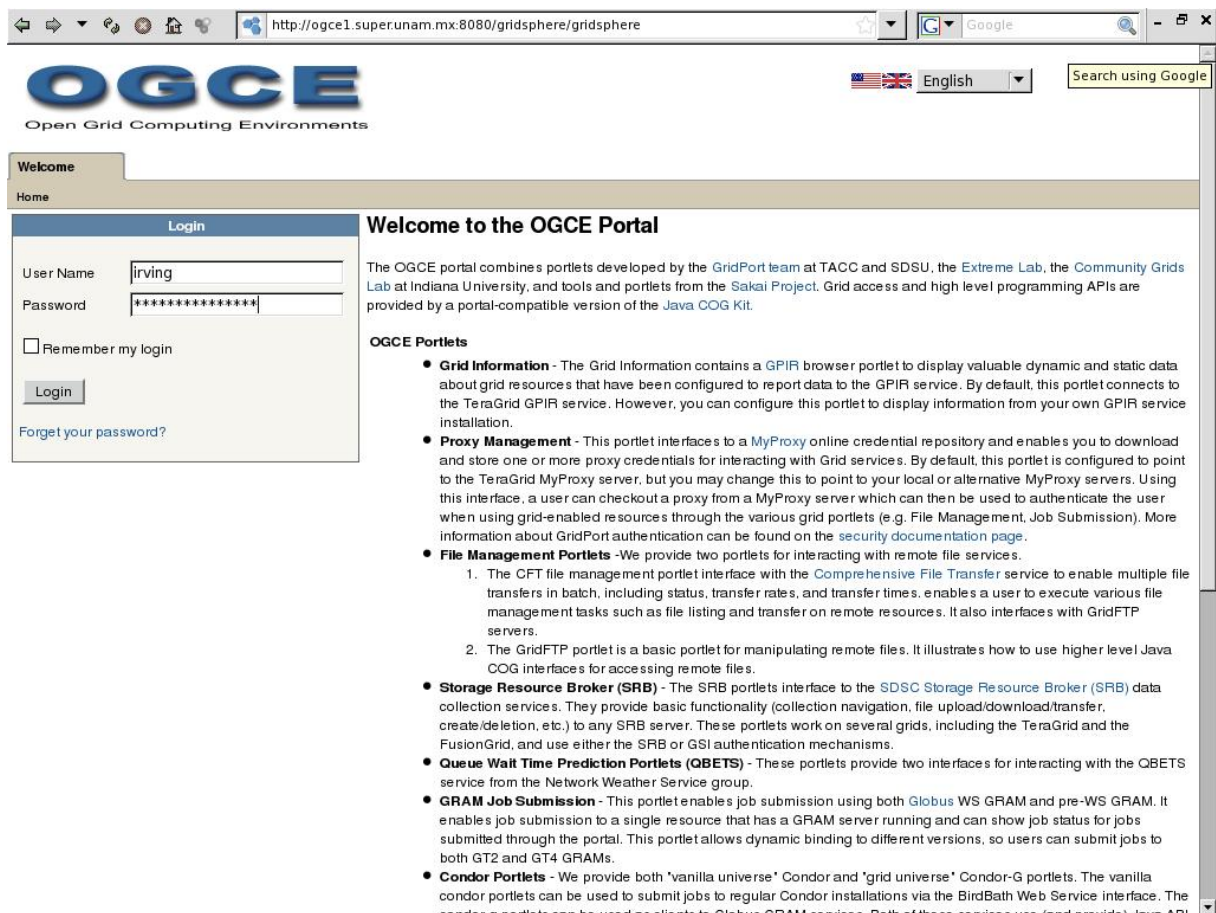 http://ogce1.super.unam.mx:8080/gridsphere/gridsphere
G
Google
OGCE
Open Grid Computing Environments
English
Search using Google
Welcome
Home
Login
User Name
irving
Password
***************
Remember my login
Login
Forget your password?
Welcome to the OGCE Portal
The OGCE portal combines portlets developed by the GridPort team at TACC and SDSU, the Extreme Lab, the Community Grids
Lab at Indiana University, and tools and portlets from the Sakai Project. Grid access and high level programming APIs are
provided by a portal-compatible version of the Java COG Kit.
OGCE Portlets
● Grid Information - The Grid Information contains a GPIR browser portlet to display valuable dynamic and static data
about grid resources that have been configured to report data to the GPIR service. By default, this portlet connects to
the TeraGrid GPIR service. However, you can configure this portlet to display information from your own GPIR service
installation.
● Proxy Management - This portlet interfaces to a MyProxy online credential repository and enables you to download
and store one or more proxy credentials for interacting with Grid services. By default, this portlet is configured to point
to the TeraGrid MyProxy server, but you may change this to point to your local or alternative MyProxy servers. Using
this interface, a user can checkout a proxy from a MyProxy server which can then be used to authenticate the user
when using grid-enabled resources through the various grid portlets (e.g. File Management, Job Submission). More
information about GridPort authentication can be found on the security documentation page.
● File Management Portlets -We provide two portlets for interacting with remote file services.
1. The CFT file management portlet interface with the Comprehensive File Transfer service to enable multiple file
transfers in batch, including status, transfer rates, and transfer times. enables a user to execute various file
management tasks such as file listing and transfer on remote resources. It also interfaces with GridFTP
servers.
2. The GridFTP portlet is a basic portlet for manipulating remote files. It illustrates how to use higher level Java
COG interfaces for accessing remote files.
● Storage Resource Broker (SRB) - The SRB portlets interface to the SDSC Storage Resource Broker (SRB) data
collection services. They provide basic functionality (collection navigation, file upload/download/transfer,
create/deletion, etc.) to any SRB server. These portlets work on several grids, including the TeraGrid and the
FusionGrid, and use either the SRB or GSI authentication mechanisms.
● Queue Wait Time Prediction Portlets (QBETS) - These portlets provide two interfaces for interacting with the QBETS
service from the Network Weather Service group.
● GRAM Job Submission - This portlet enables job submission using both Globus WS GRAM and pre-WS GRAM. It
enables job submission to a single resource that has a GRAM server running and can show job status for jobs
submitted through the portal. This portlet allows dynamic binding to different versions, so users can submit jobs to
both GT2 and GT4 GRAMs.
● Condor Portlets - We provide both "vanilla universe" Condor and "grid universe" Condor-G portlets. The vanilla
condor portlets can be used to submit jobs to regular Condor installations via the BirdBath Web Service interface. The